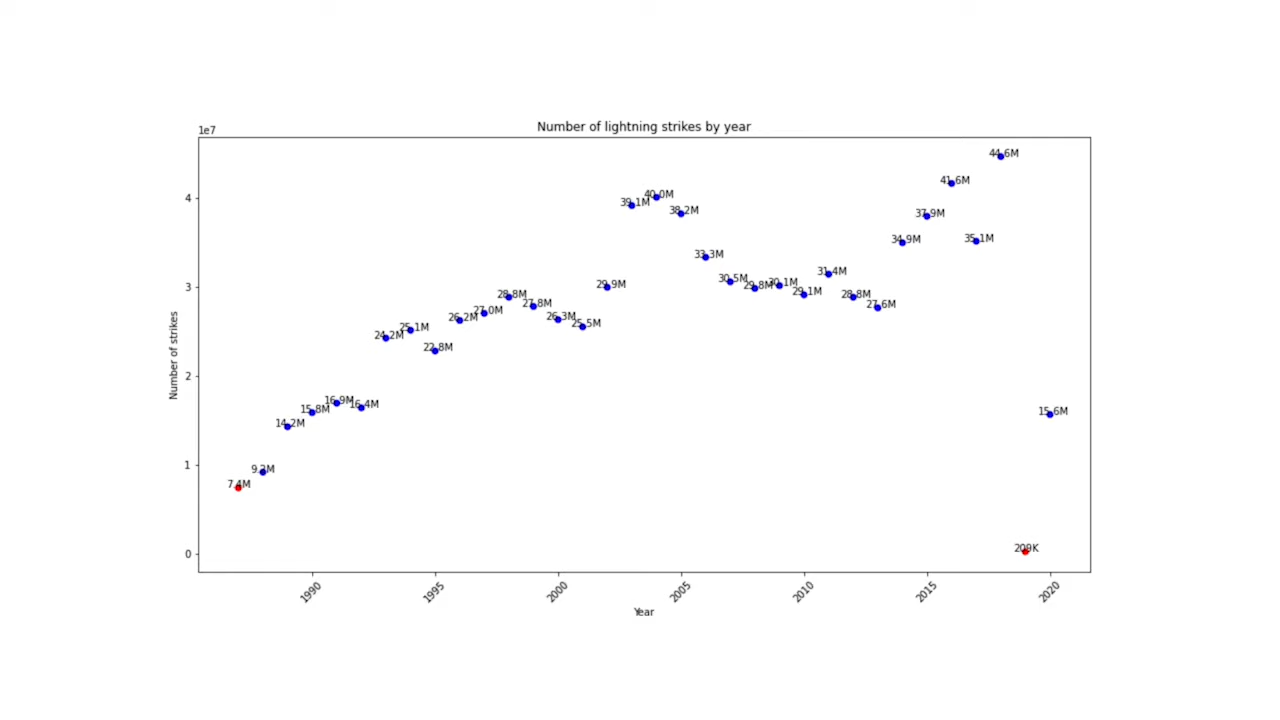 Number of lightning strikes by year
1e7
44.6M
41.6M
40.0M
39.1M
38.2M
37.9M
34.9M
35.1M
33.3M
31.4M
30.5M
29.8M
30.1M
29.1M
29.9M
28.8M
27.6M
28.8M
27.8M
27.0M
26.2M
26.3M
25.5M
25.1M
24.2M
22.8M
16.9M
16.4M
15.8M
15.6M
14.2M
9.2M
7.4M
209K
4
3
2
1
0
Number of strikes
1990
1995
2000
2005
2010
2015
2020
Year